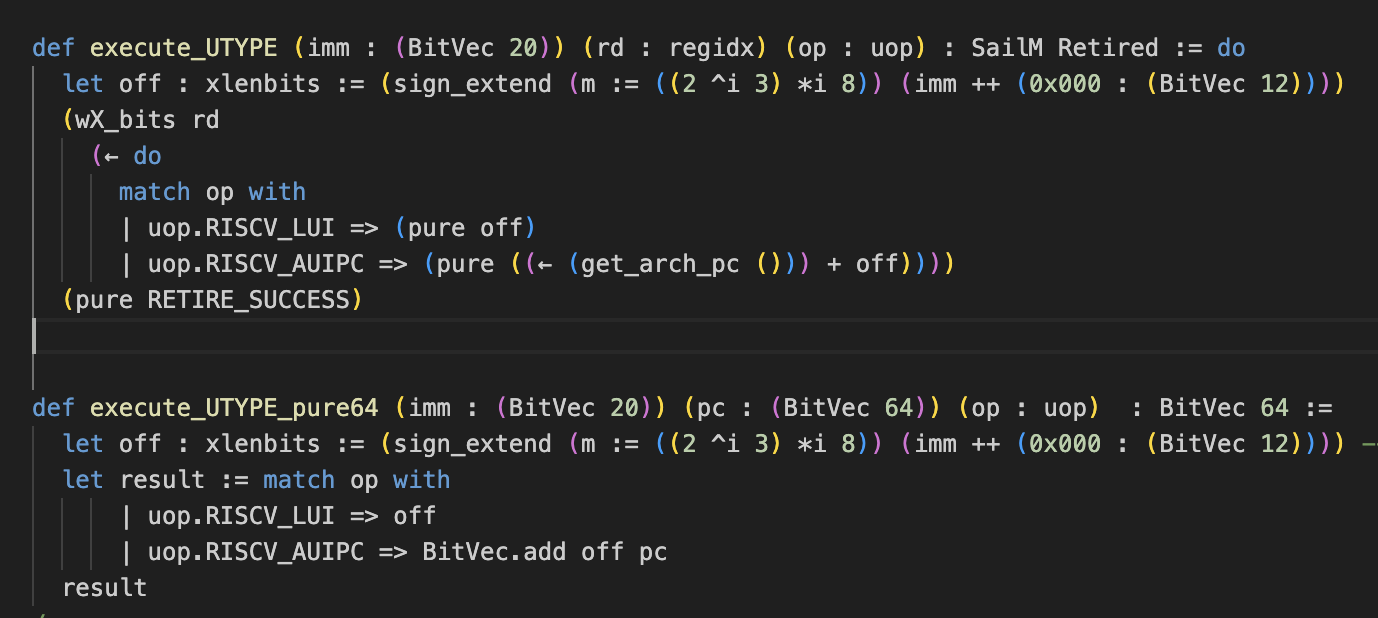 def execute_UTYPE (imm : (BitVec 20)) (rd : regidx) (op : uop) : SailM Retired := do
  let off : xlenbits := (sign_extend (m := ((2 ^i 3) *i 8)) (imm ++ (0x000 : (BitVec 12))))
  (wX_bits rd
    (← do
      match op with
      | uop.RISCV_LUI => (pure off)
      | uop.RISCV_AUIPC => (pure ((← (get_arch_pc ())) + off))))
  (pure RETIRE_SUCCESS)
def execute_UTYPE_pure64 (imm : (BitVec 20)) (pc : (BitVec 64)) (op : uop)  : BitVec 64 :=
  let off : xlenbits := (sign_extend (m := ((2 ^i 3) *i 8)) (imm ++ (0x000 : (BitVec 12))))
  let result := match op with
      | uop.RISCV_LUI => off
      | uop.RISCV_AUIPC => BitVec.add off pc
  result